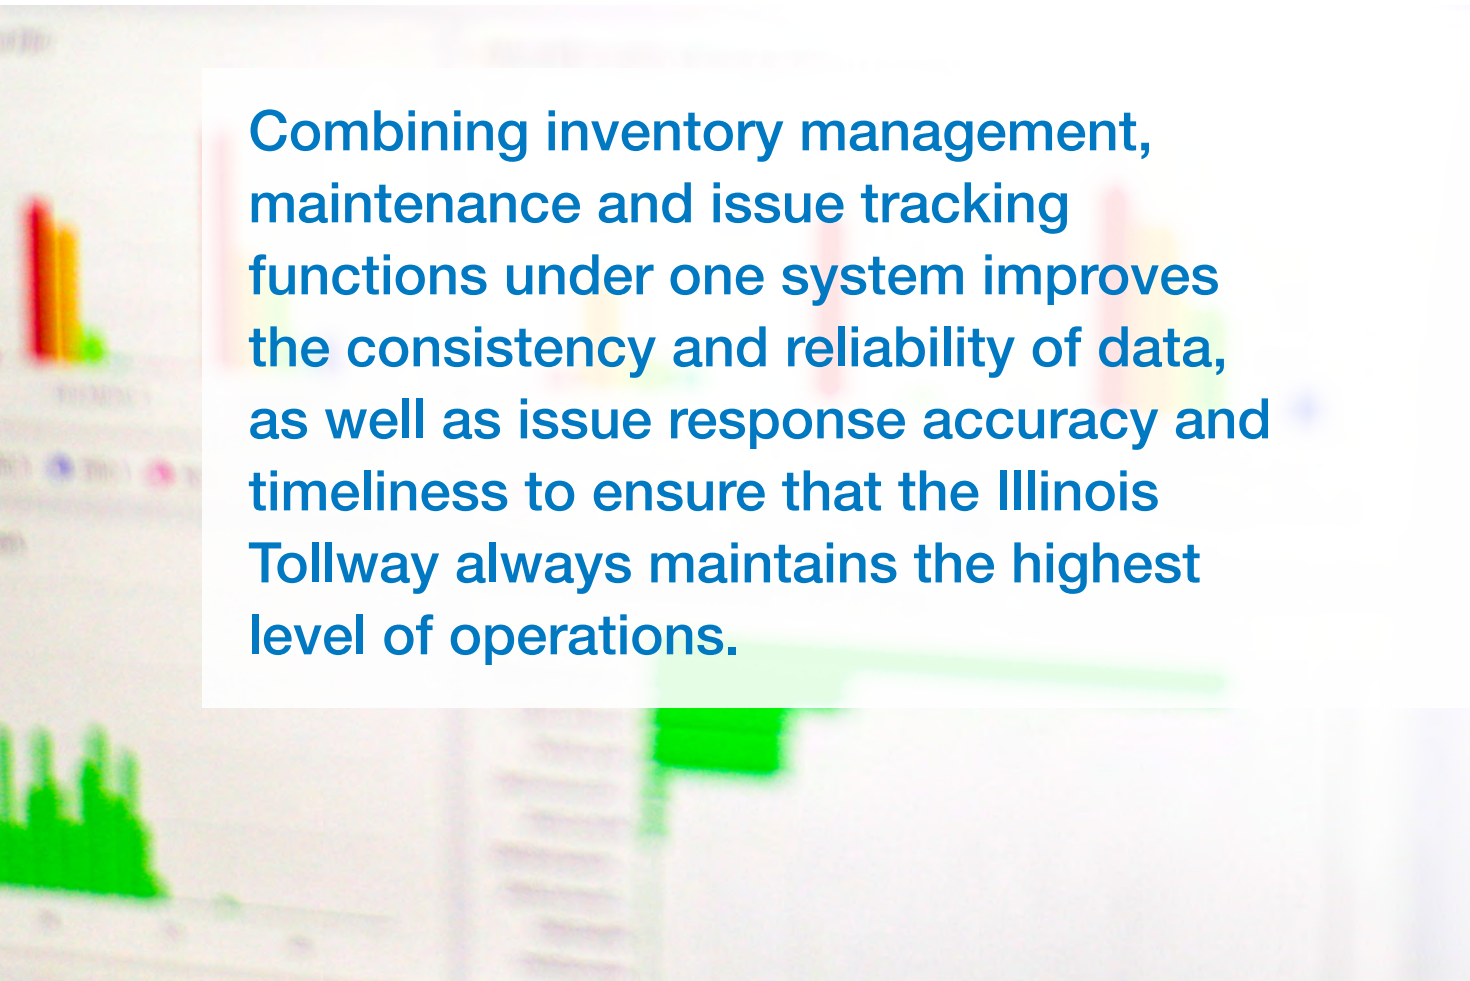 Combining inventory management,
maintenance and issue tracking
functions under one system improves
the consistency and reliability of data,
as well as issue response accuracy and
timeliness to ensure that the Illinois
Tollway always maintains the highest
level of operations.